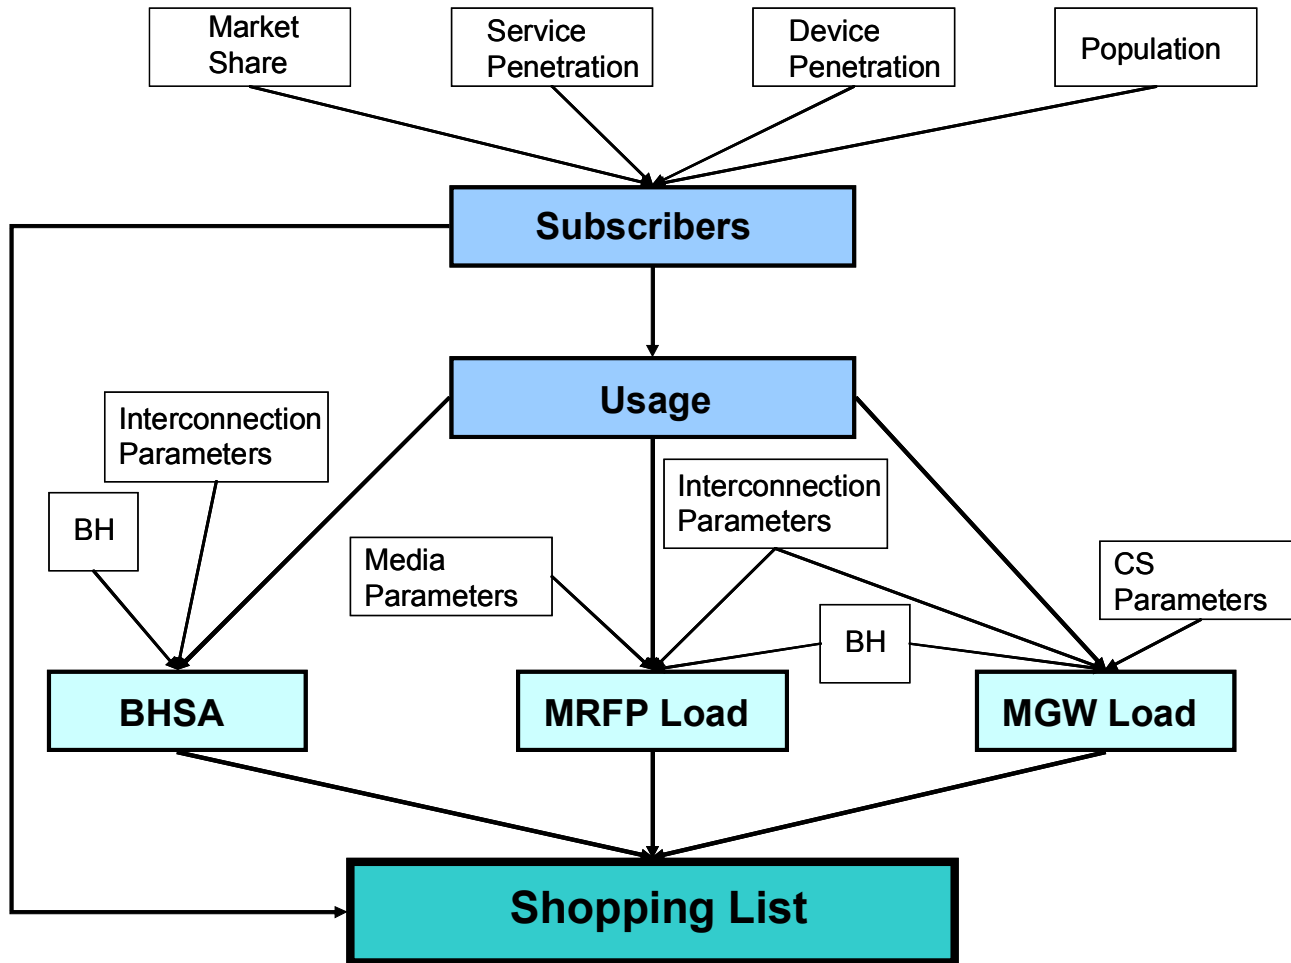 Market
Share
Service
Penetration
Device
Penetration
Population
Subscribers
Usage
Interconnection
Parameters
BH
Interconnection
Parameters
Media
Parameters
CS
Parameters
BH
BHSA
MRFP Load
MGW Load
Shopping List